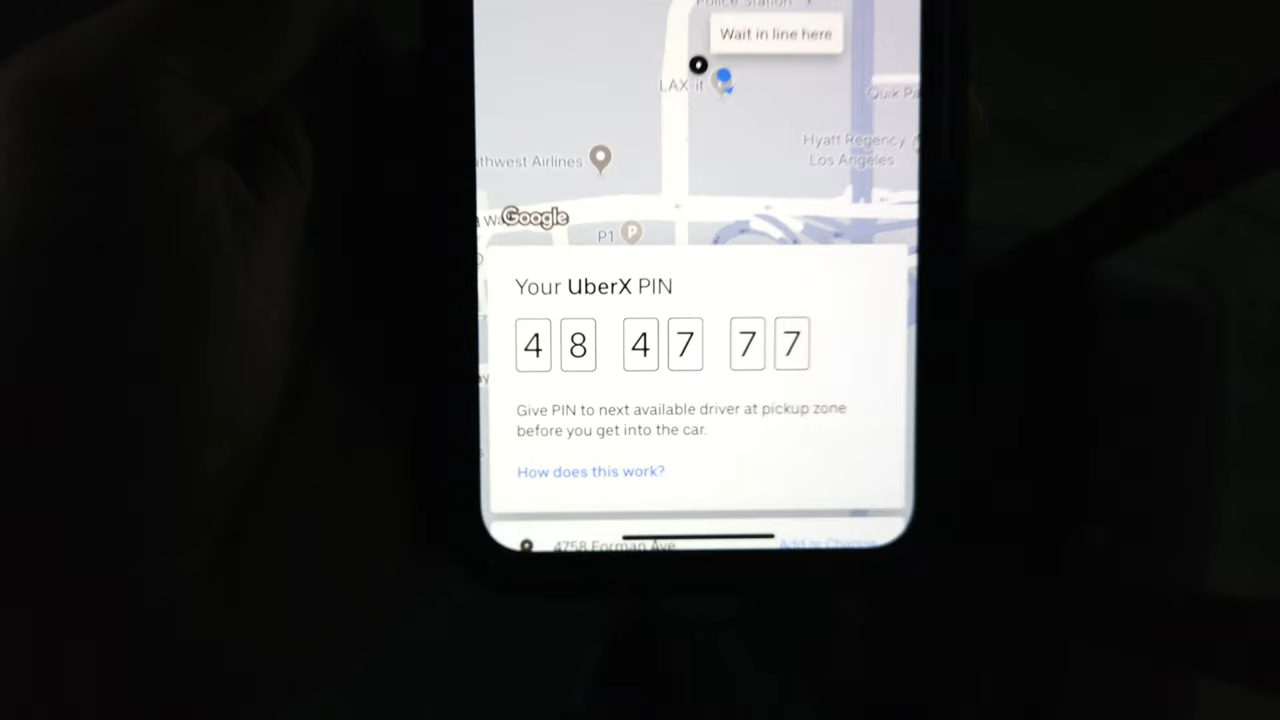 Police Station
Wait in line here
LAX-it
Quik Pa
Hyatt Regency
Los Angeles
thwest Airlines
Google
P1 P
Your UberX PIN
4 8 4 7 7 7
Give PIN to next available driver at pickup zone
before you get into the car.
How does this work?
4758 Forman Ave
Add or Change